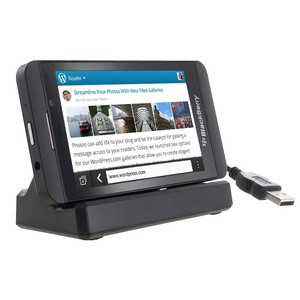 Reader
Streamline Your Photos With New Tiled Galleries
Photos can add life to your blog and be the catalyst for getting a
message across to your readers. Today, we launched two options
for our WordPress.com galleries that allow you to create elegant
www.wordpress.com
BlackBerry